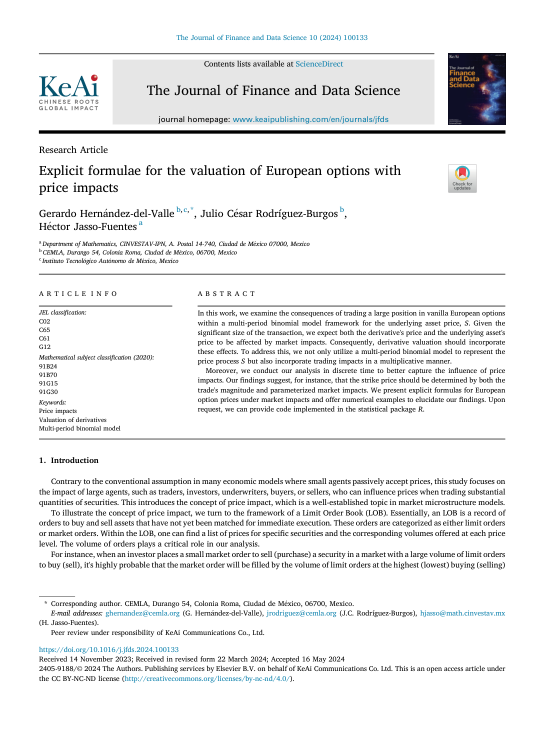 The Journal of Finance and Data Science 10 (2024) 100133
Contents lists available at ScienceDirect
The Journal of Finance and Data Science
journal homepage: www.keaipublishing.com/en/journals/jfds
KeAi
CHINESE ROOTS
GLOBAL IMPACT
The Journal of
Finance
and Data
Science
Research Article
Explicit formulae for the valuation of European options with
price impacts
Check for
updates
Gerardo Hernández-del-Valle b,c,*, Julio César Rodríguez-Burgos b,
Héctor Jasso-Fuentes a
a Department of Mathematics, CINVESTAV-IPN, A. Postal 14-740, Ciudad de México 07000, Mexico
b CEMLA, Durango 54, Colonia Roma, Ciudad de México, 06700, Mexico
c Instituto Tecnológico Autónomo de México, Mexico
ARTICLE INFO
JEL classification:
C02
C65
C61
G12
Mathematical subject classification (2020):
91B24
91B70
91G15
91G30
Keywords:
Price impacts
Valuation of derivatives
Multi-period binomial model
ABSTRACT
In this work, we examine the consequences of trading a large position in vanilla European options
within a multi-period binomial model framework for the underlying asset price, S. Given the
significant size of the transaction, we expect both the derivative's price and the underlying asset's
price to be affected by market impacts. Consequently, derivative valuation should incorporate
these effects. To address this, we not only utilize a multi-period binomial model to represent the
price process S but also incorporate trading impacts in a multiplicative manner.
Moreover, we conduct our analysis in discrete time to better capture the influence of price
impacts. Our findings suggest, for instance, that the strike price should be determined by both the
trade's magnitude and parameterized market impacts. We present explicit formulas for European
option prices under market impacts and offer numerical examples to elucidate our findings. Upon
request, we can provide code implemented in the statistical package R.
1. Introduction
Contrary to the conventional assumption in many economic models where small agents passively accept prices, this study focuses on
the impact of large agents, such as traders, investors, underwriters, buyers, or sellers, who can influence prices when trading substantial
quantities of securities. This introduces the concept of price impact, which is a well-established topic in market microstructure models.
To illustrate the concept of price impact, we turn to the framework of a Limit Order Book (LOB). Essentially, an LOB is a record of
orders to buy and sell assets that have not yet been matched for immediate execution. These orders are categorized as either limit orders
or market orders. Within the LOB, one can find a list of prices for specific securities and the corresponding volumes offered at each price
level. The volume of orders plays a critical role in our analysis.
For instance, when an investor places a small market order to sell (purchase) a security in a market with a large volume of limit orders
to buy (sell), it's highly probable that the market order will be filled by the volume of limit orders at the highest (lowest) buying (selling)
* Corresponding author. CEMLA, Durango 54, Colonia Roma, Ciudad de México, 06700, Mexico.
E-mail addresses: ghernandez@cemla.org (G. Hernández-del-Valle), jrodriguez@cemla.org (J.C. Rodríguez-Burgos), hjasso@math.cinvestav.mx
(H. Jasso-Fuentes).
Peer review under responsibility of KeAi Communications Co., Ltd.
https://doi.org/10.1016/j.jfds.2024.100133
Received 14 November 2023; Received in revised form 22 March 2024; Accepted 16 May 2024
2405-9188/© 2024 The Authors. Publishing services by Elsevier B.V. on behalf of KeAi Communications Co. Ltd. This is an open access article under
the CC BY-NC-ND license (http://creativecommons.org/licenses/by-nc-nd/4.0/).